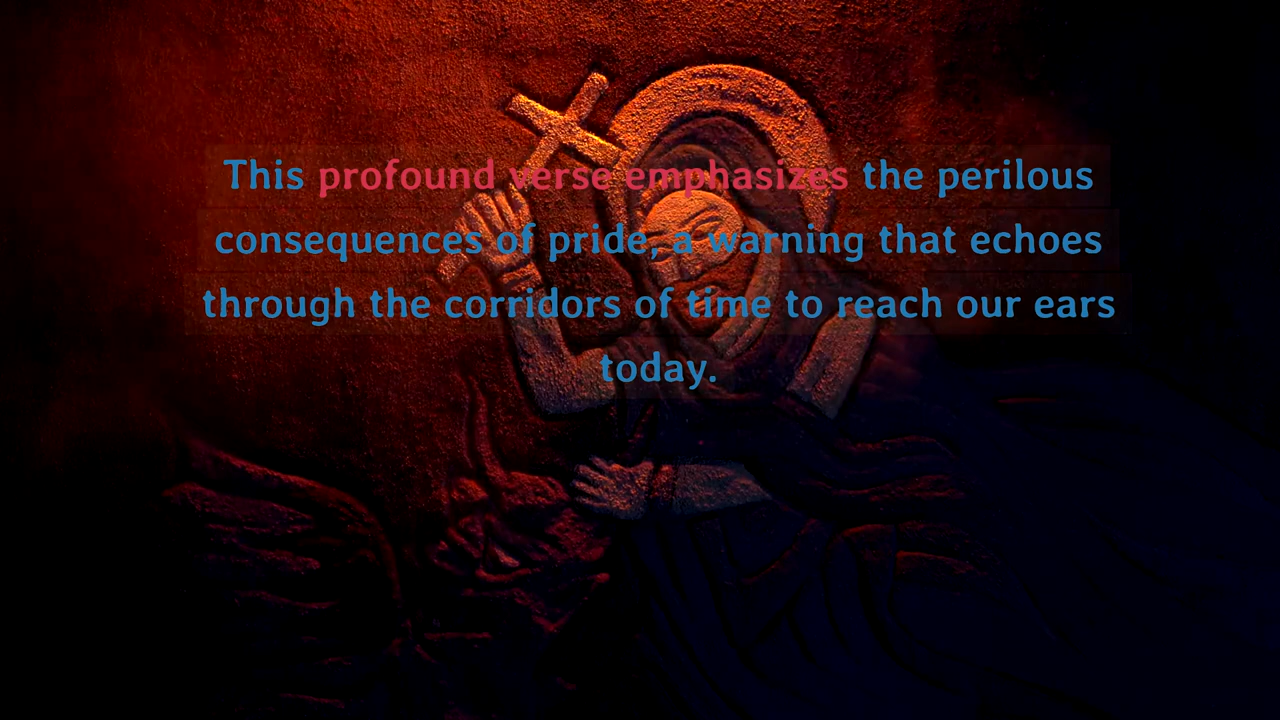 This profound verse emphasizes the perilous
consequences of pride, a warning that echoes
through the corridors of time to reach our ears
today.